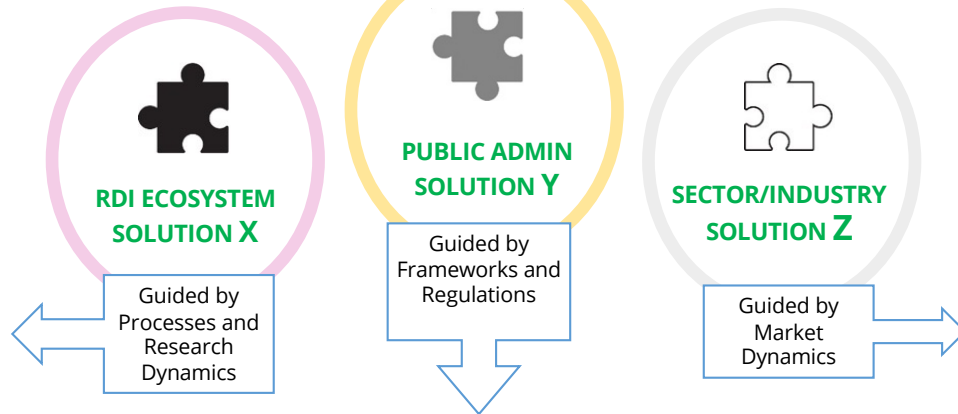 RDI ECOSYSTEM
SOLUTION X
Guided by
Processes and
Research
Dynamics
PUBLIC ADMIN
SOLUTION Y
Guided by
Frameworks and
Regulations
SECTOR/INDUSTRY
SOLUTION Z
Guided by
Market
Dynamics